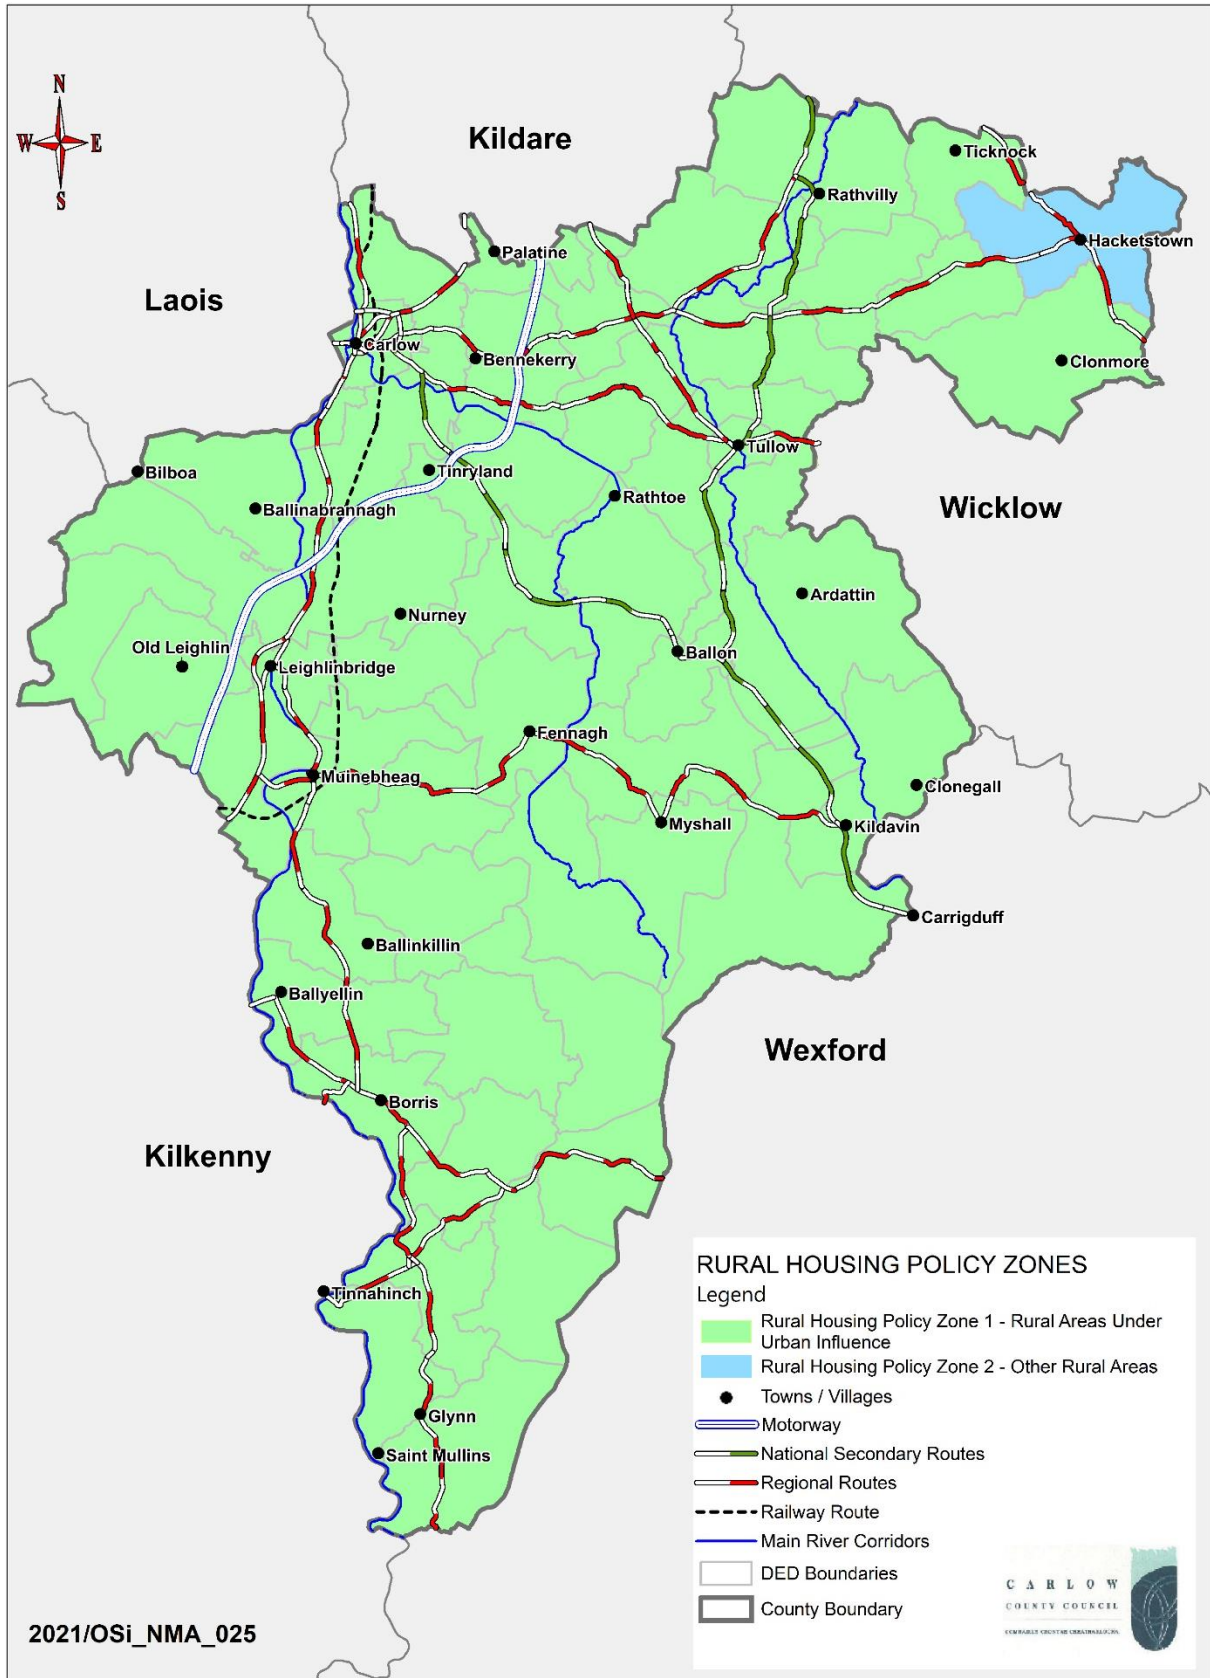 N
W E
S
Kildare
Ticknock
Rathvilly
Hacketstown
Palatine
Laois
Carlow
Bennekerry
Clonmore
Tullow
Bilboa
Tinryland
Rathtoe
Wicklow
Ballinabrannagh
Ardattin
Nurney
Old Leighlin
Leighlinbridge
Ballon
Fennagh
Muinebheag
Clonegall
Myshall
Kildavin
Carrigduff
Ballinkillin
Ballyellin
Wexford
Borris
Kilkenny
Tinnahinch
Glynn
Saint Mullins
RURAL HOUSING POLICY ZONES
Legend
Rural Housing Policy Zone 1 - Rural Areas Under
Urban Influence
Rural Housing Policy Zone 2 - Other Rural Areas
Towns / Villages
Motorway
National Secondary Routes
Regional Routes
Railway Route
Main River Corridors
DED Boundaries
County Boundary
CARLOW
COUNTY COUNCIL
2021/OSi_NMA_025